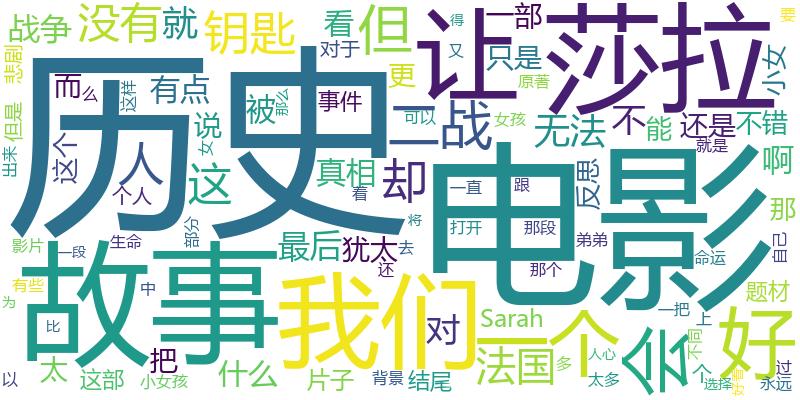 战争
没有
就
钥匙
看
但
让
莎拉
一部
只是
对于
更
原著
得
又
要
小女
悲剧
但是
出来
这个
而
么
这样
有点
说
女
被
那么
事件
历史
二战
可以
女孩
无法
不
能
还是
不错
就是
啊
那
自己
人
个人
这
真相
却
看
一直
跟
反思
电影
打开
那段
弟弟
那个
命运
将
去
还
犹太
最后
部分
生命
影片
一段
有些
中
为
比
故事
我们
对
Sarah
一个
会
好
题材
一把
上
不同
法国
多
人心
太多
个
选择
好看
过
永远
以
太
这部
把
小女孩
什么
片子
背景
结尾